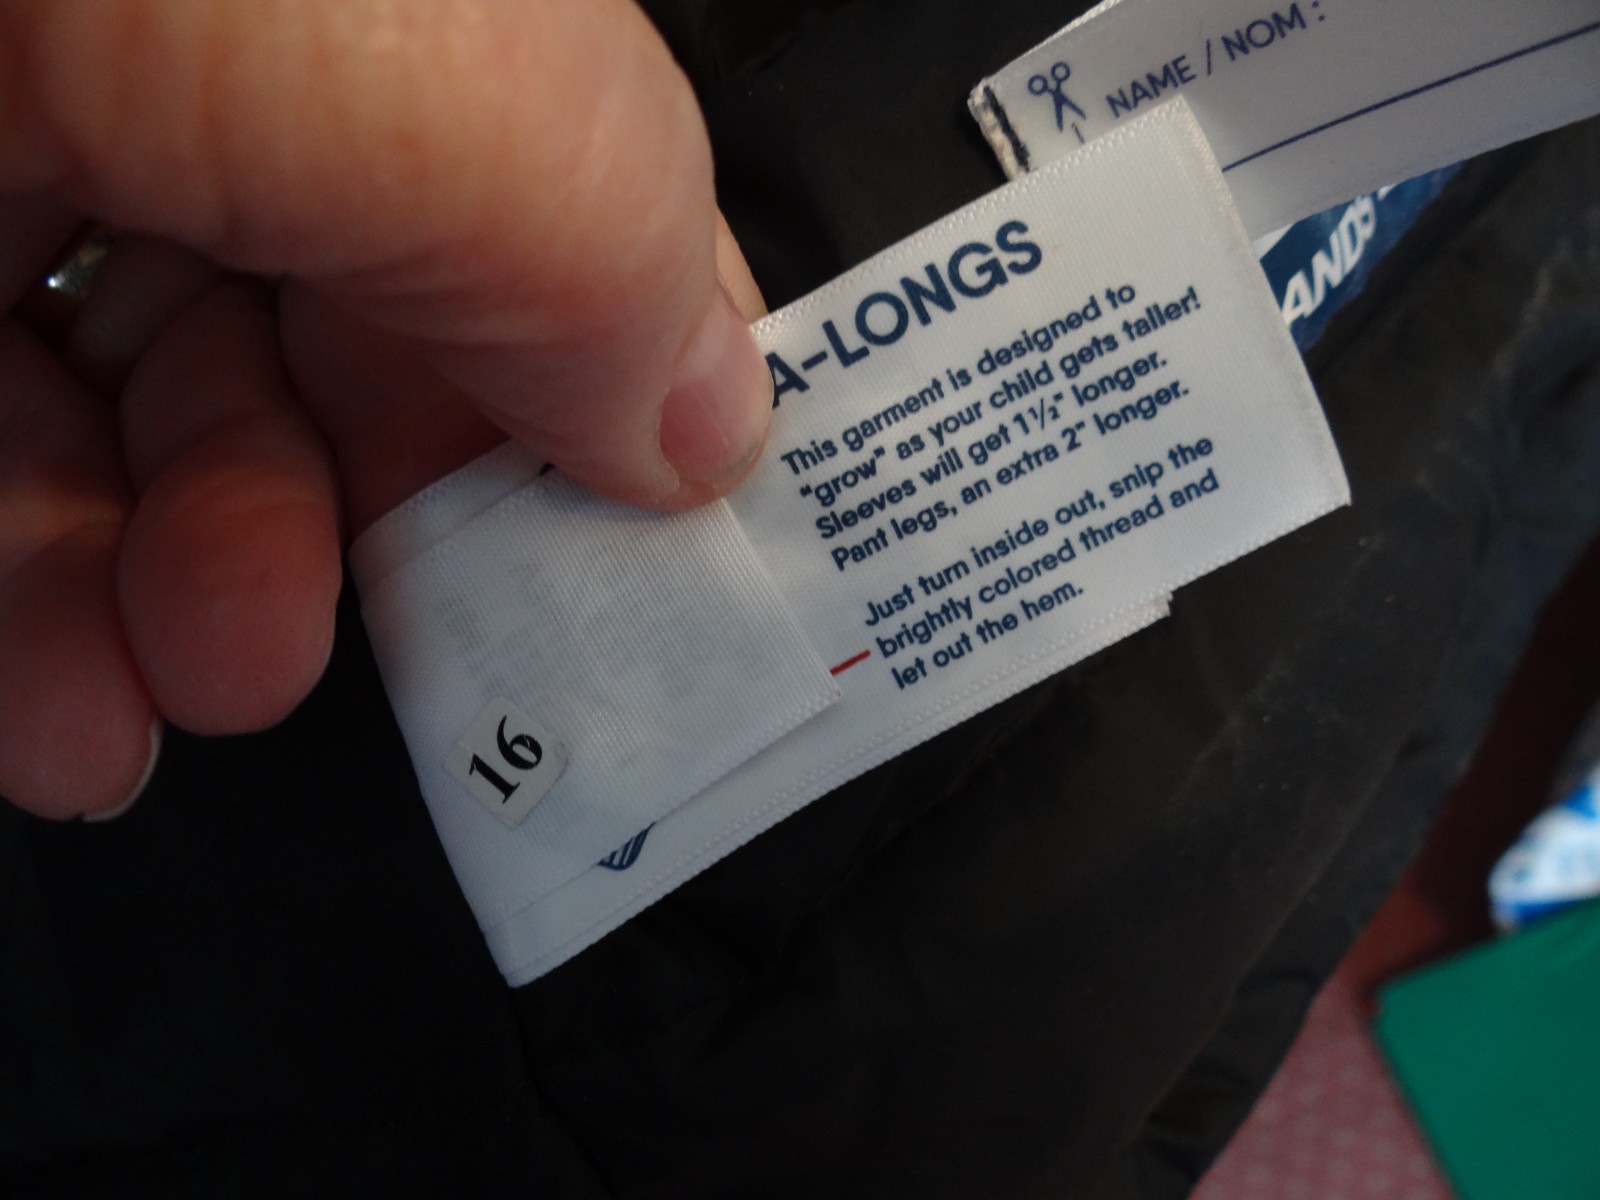 NAME / NOM :
ANDS'
A-LONGS
This garment is designed to
"grow" as your child gets taller!
Sleeves will get 1½" longer.
Pant legs, an extra 2" longer.
Just turn inside out, snip the
brightly colored thread and
let out the hem.
16